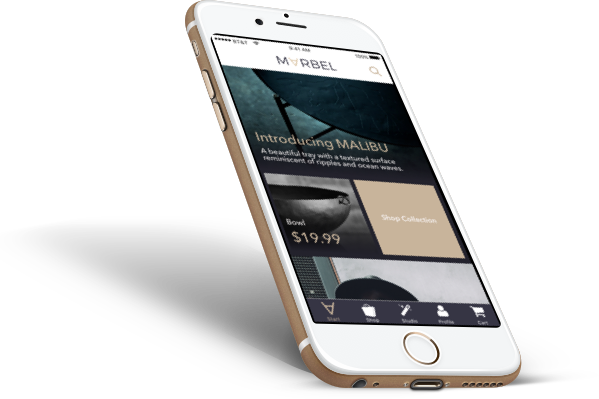 AT&T 9:41 AM 100%
MARBEL
Introducing MALIBU
A beautiful tray with a textured surface
reminiscent of ripples and ocean waves.
Bowl
$19.99
Shop Collection
Start Shop Studio Profile Cart